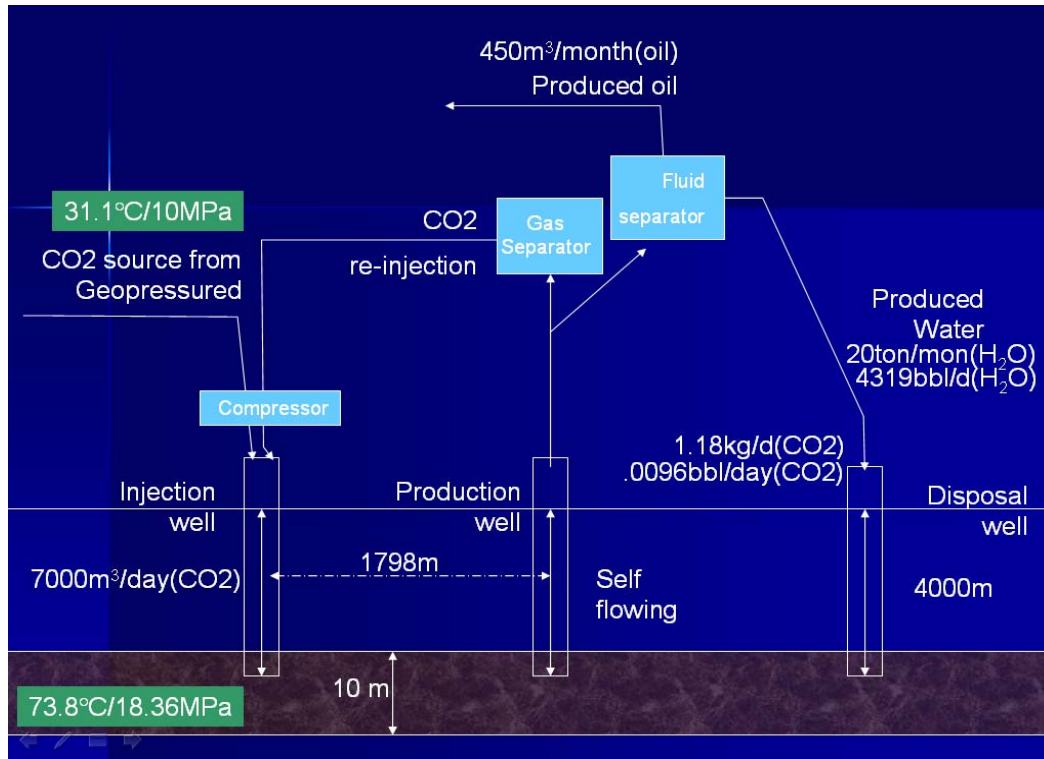 450m³/month(oil)
Produced oil
Fluid
separator
31.1°C/10MPa
CO2
Gas
Separator
re-injection
CO2 source from
Geopressured
Produced
Water
20ton/mon(H₂O)
4319bbl/d(H₂O)
Compressor
1.18kg/d(CO2)
.0096bbl/day(CO2)
Injection
well
Production
well
Disposal
well
1798m
7000m³/day(CO2)
Self
flowing
4000m
10 m
73.8°C/18.36MPa